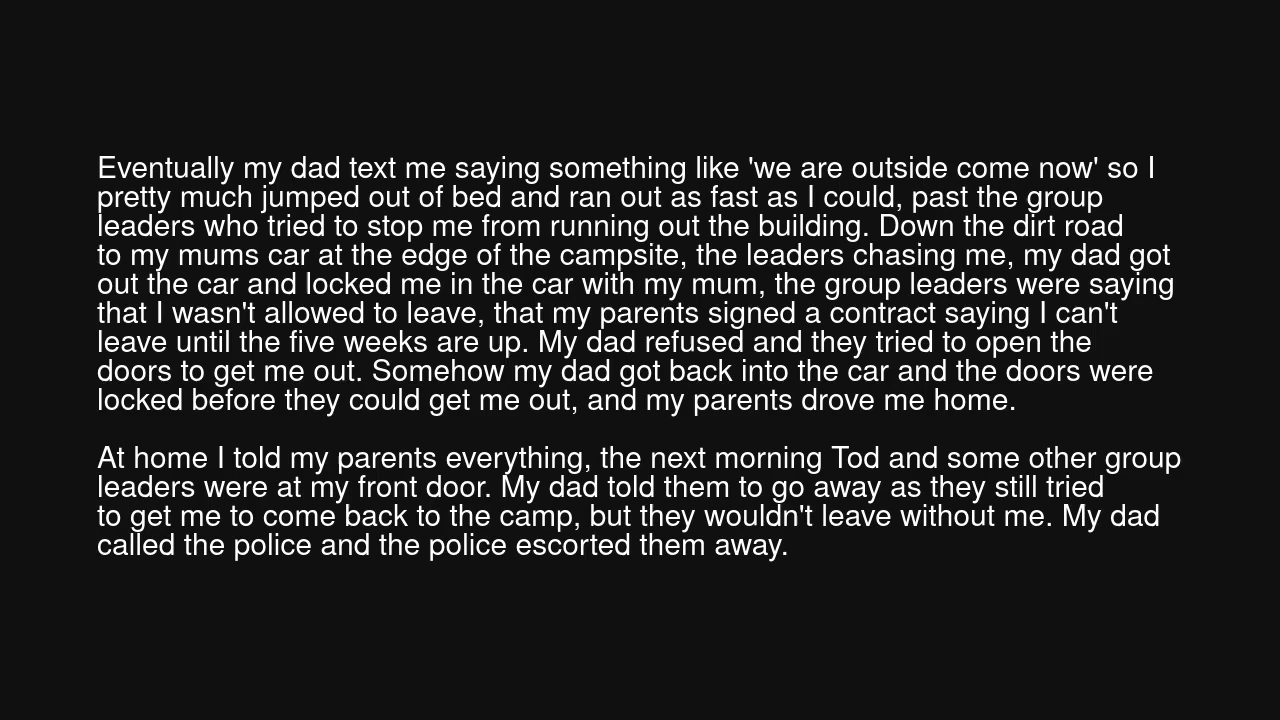 Eventually my dad text me saying something like 'we are outside come now' so I
pretty much jumped out of bed and ran out as fast as I could, past the group
leaders who tried to stop me from running out the building. Down the dirt road
to my mums car at the edge of the campsite, the leaders chasing me, my dad got
out the car and locked me in the car with my mum, the group leaders were saying
that I wasn't allowed to leave, that my parents signed a contract saying I can't
leave until the five weeks are up. My dad refused and they tried to open the
doors to get me out. Somehow my dad got back into the car and the doors were
locked before they could get me out, and my parents drove me home.
At home I told my parents everything, the next morning Tod and some other group
leaders were at my front door. My dad told them to go away as they still tried
to get me to come back to the camp, but they wouldn't leave without me. My dad
called the police and the police escorted them away.